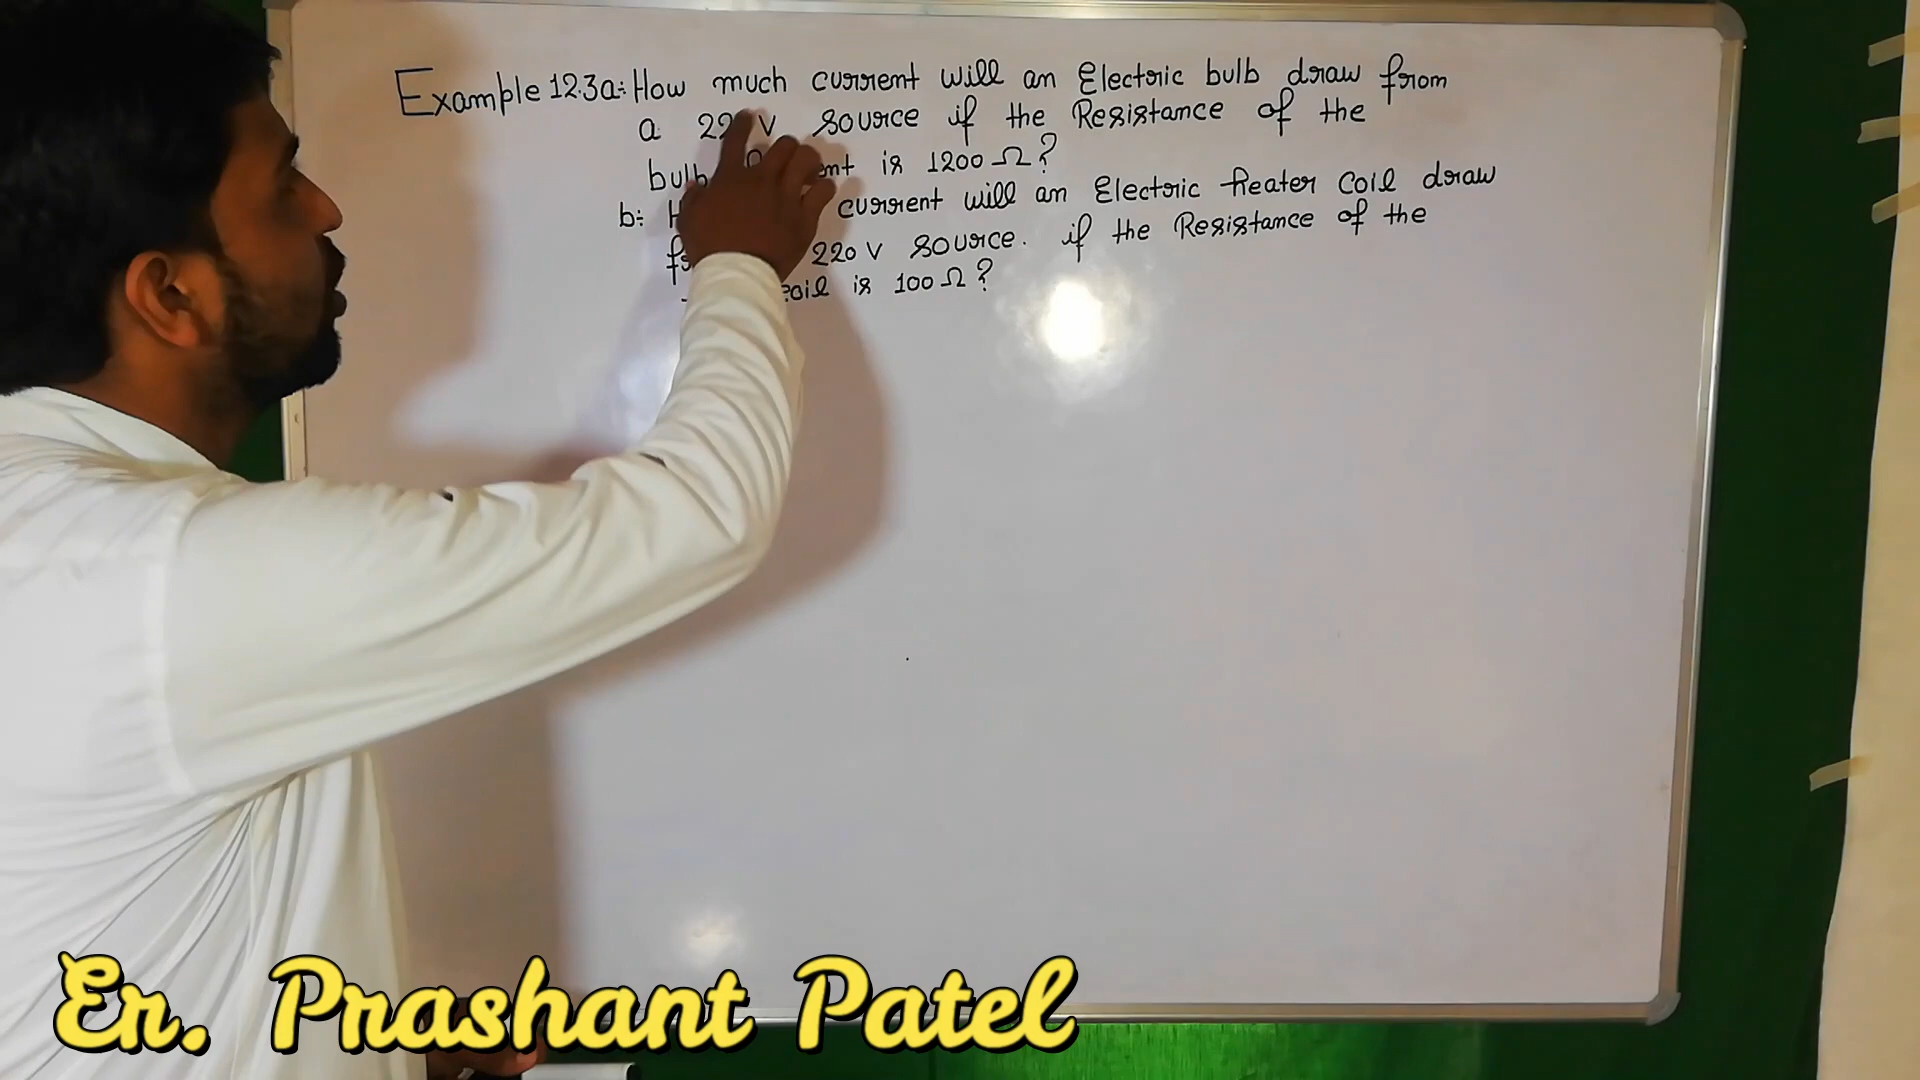 Example 12.3a:- How much current will an Electric bulb draw from
a 22 V source if the Resistance of the
bulb is 1200 Ω?
b:- current will an Electric heater coil draw
220 V source. if the Resistance of the
coil is 100 Ω?
Er. Prashant Patel